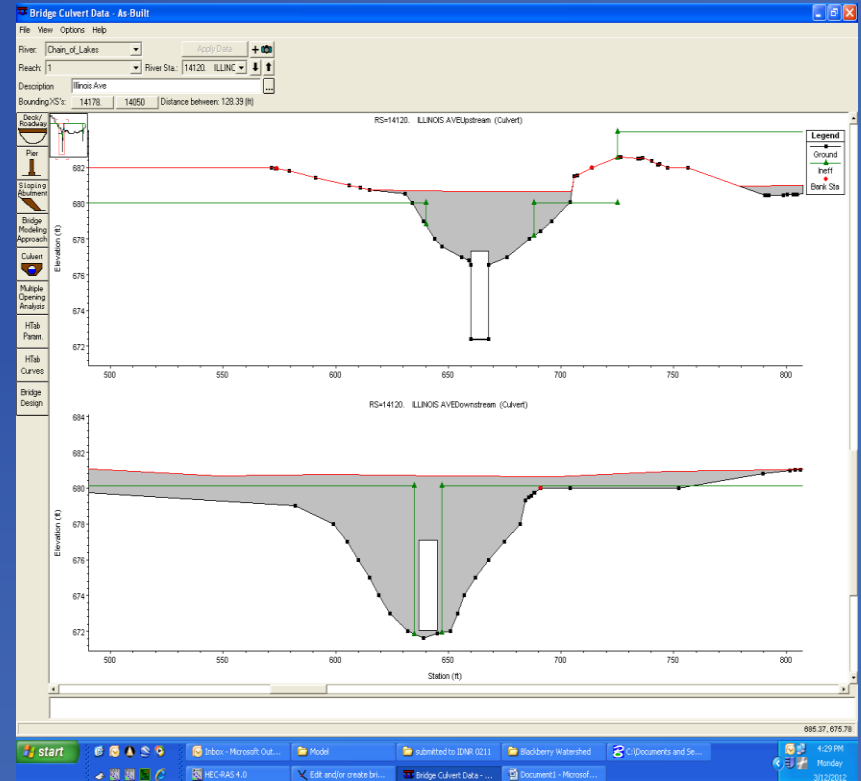 Bridge Culvert Data - As-Built
File View Options Help
River: Chain_of_Lakes Apply Data
Reach: 1 River Sta.: 14120. ILLINC
Description Illinois Ave ...
Bounding XS's: 14178. 14050 Distance between: 128.39 (ft)
Deck/
Roadway
Pier
Sloping
Abutment
Bridge
Modeling
Approach
Culvert
Multiple
Opening
Analysis
HTab
Param.
HTab
Curves
Bridge
Design
RS=14120. ILLINOIS AVEUpstream (Culvert)
Legend
Ground
Ineff
Bank Sta
682
680
678
676
674
672
Elevation (ft)
500 550 600 650 700 750 800
RS=14120. ILLINOIS AVEDownstream (Culvert)
684
682
680
678
676
674
672
Elevation (ft)
500 550 600 650 700 750 800
Station (ft)
695.37, 675.78
start
Inbox - Microsoft Out... Model submitted to IDNR 0211 Blackberry Watershed C:\Documents and Se...
HEC-RAS 4.0 Edit and/or create bri... Bridge Culvert Data - ... Document1 - Microsof...
4:29 PM
Monday
3/12/2012